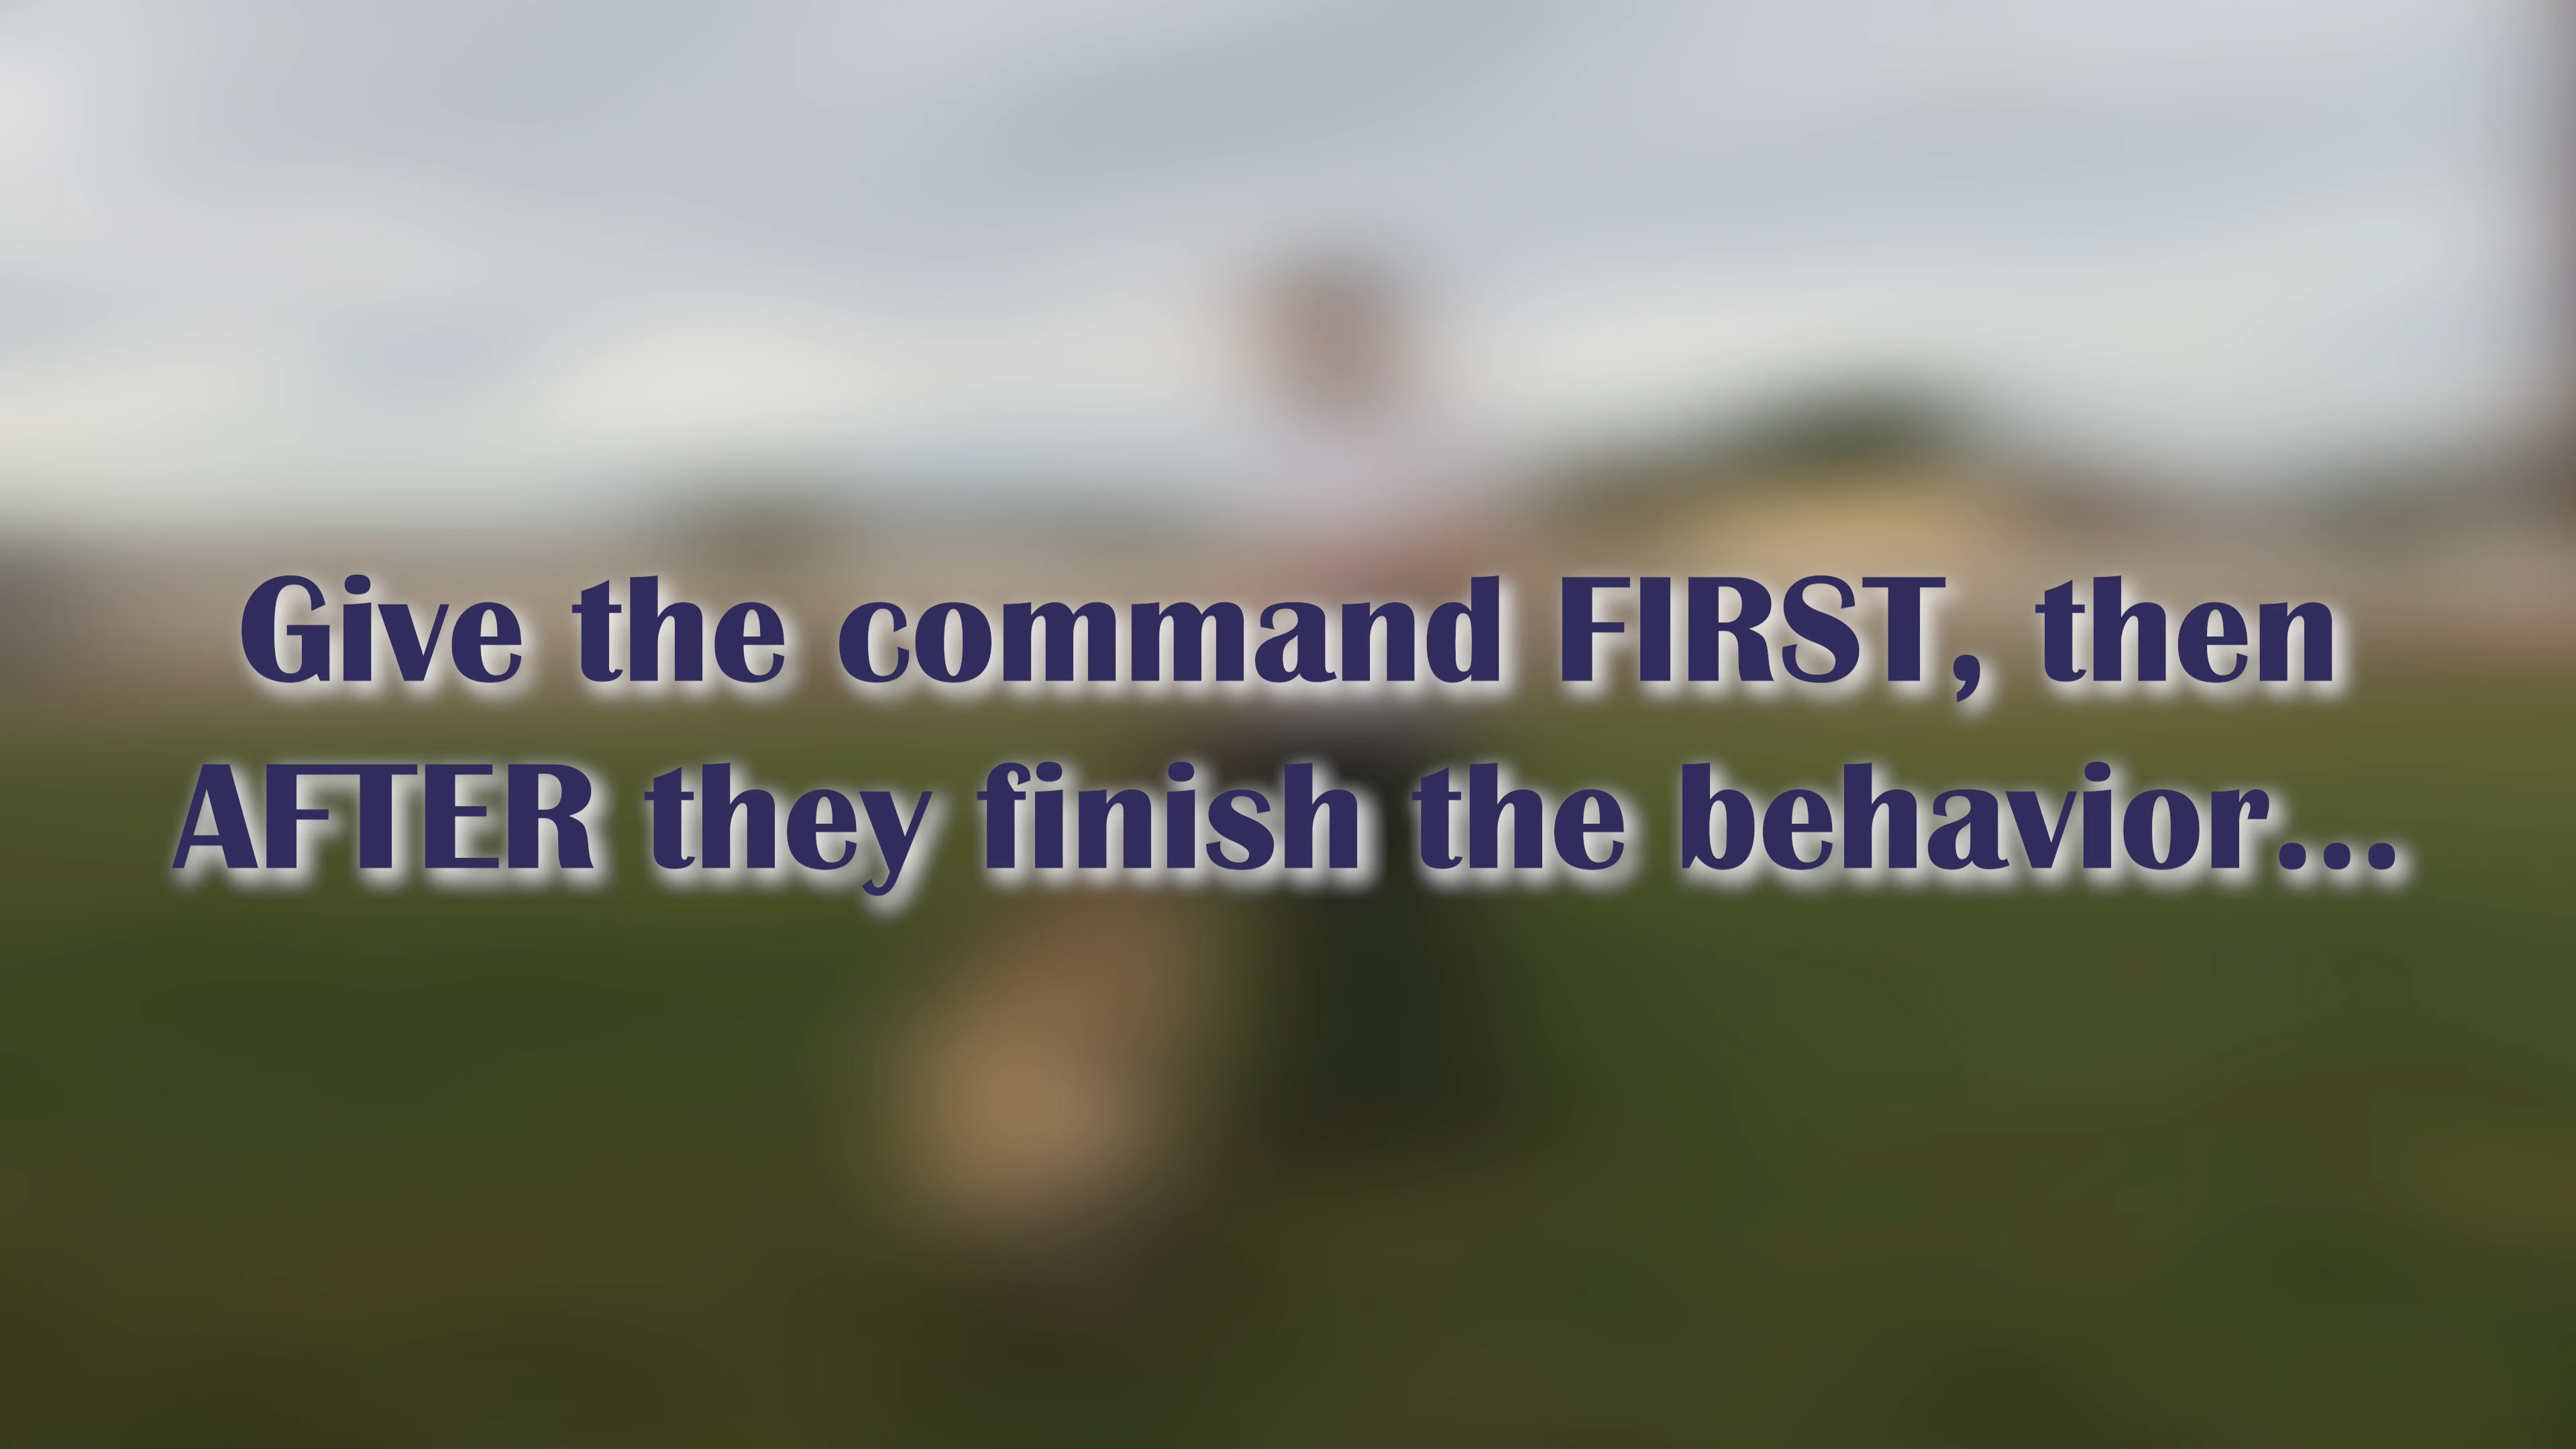 Give the command FIRST, then
AFTER they finish the behavior...